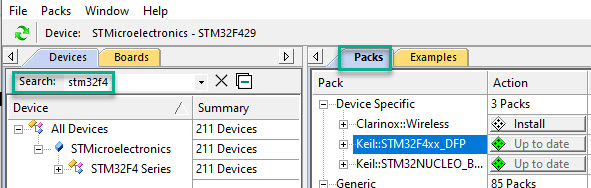 File Packs Window Help
Device: STMicroelectronics - STM32F429
Devices Boards
Search: stm32f4
Device Summary
All Devices 211 Devices
STMicroelectronics 211 Devices
STM32F4 Series 211 Devices
Packs Examples
Pack Action
Device Specific 3 Packs
Clarinox::Wireless Install
Keil::STM32F4xx_DFP Up to date
Keil::STM32NUCLEO_B... Up to date
Generic 85 Packs